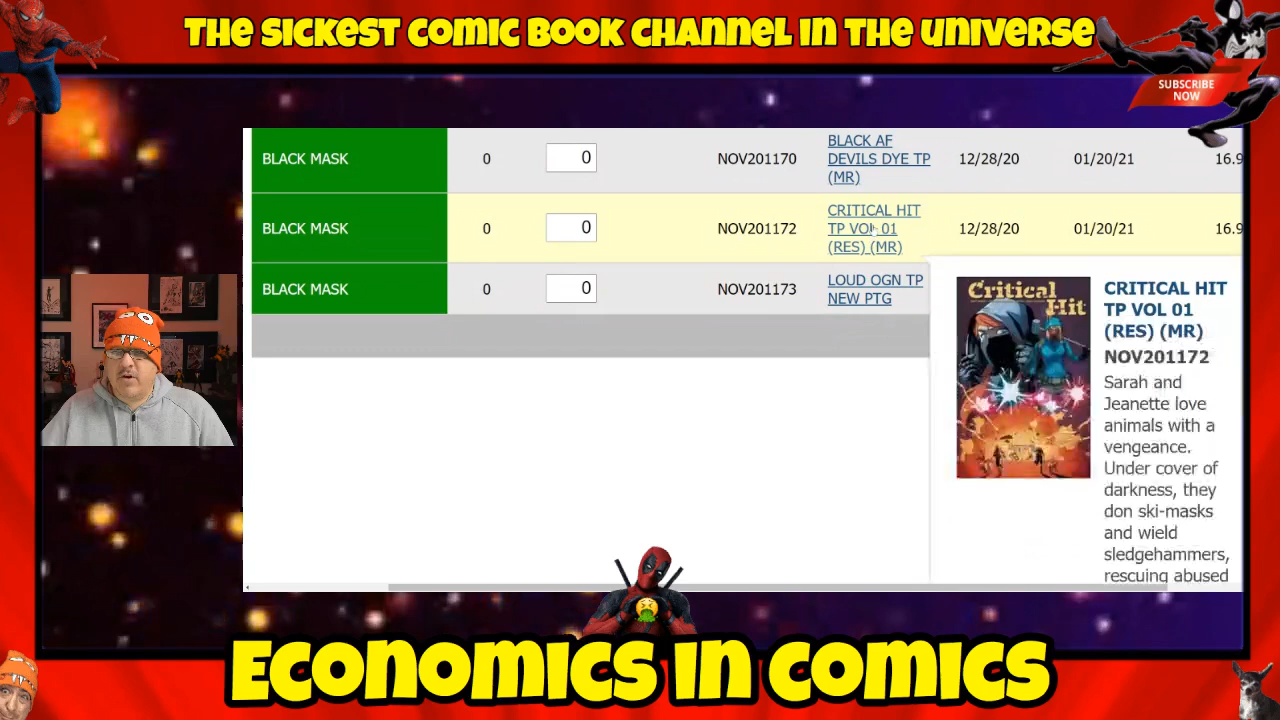 THE SICKEST COMIC BOOK CHANNEL IN THE UNIVERSE
SUBSCRIBE
NOW
BLACK MASK 0 0 NOV201170 BLACK AF 12/28/20 01/20/21 16.9
DEVILS DYE TP
(MR)
BLACK MASK 0 0 NOV201172 CRITICAL HIT 12/28/20 01/20/21 16.9
TP VOL 01
(RES) (MR)
BLACK MASK 0 0 NOV201173 LOUD OGN TP
NEW PTG
Critical
Hit
CRITICAL HIT
TP VOL 01
(RES) (MR)
NOV201172
Sarah and
Jeanette love
animals with a
vengeance.
Under cover of
darkness, they
don ski-masks
and wield
sledgehammers,
rescuing abused
ECONOMICS IN COMICS